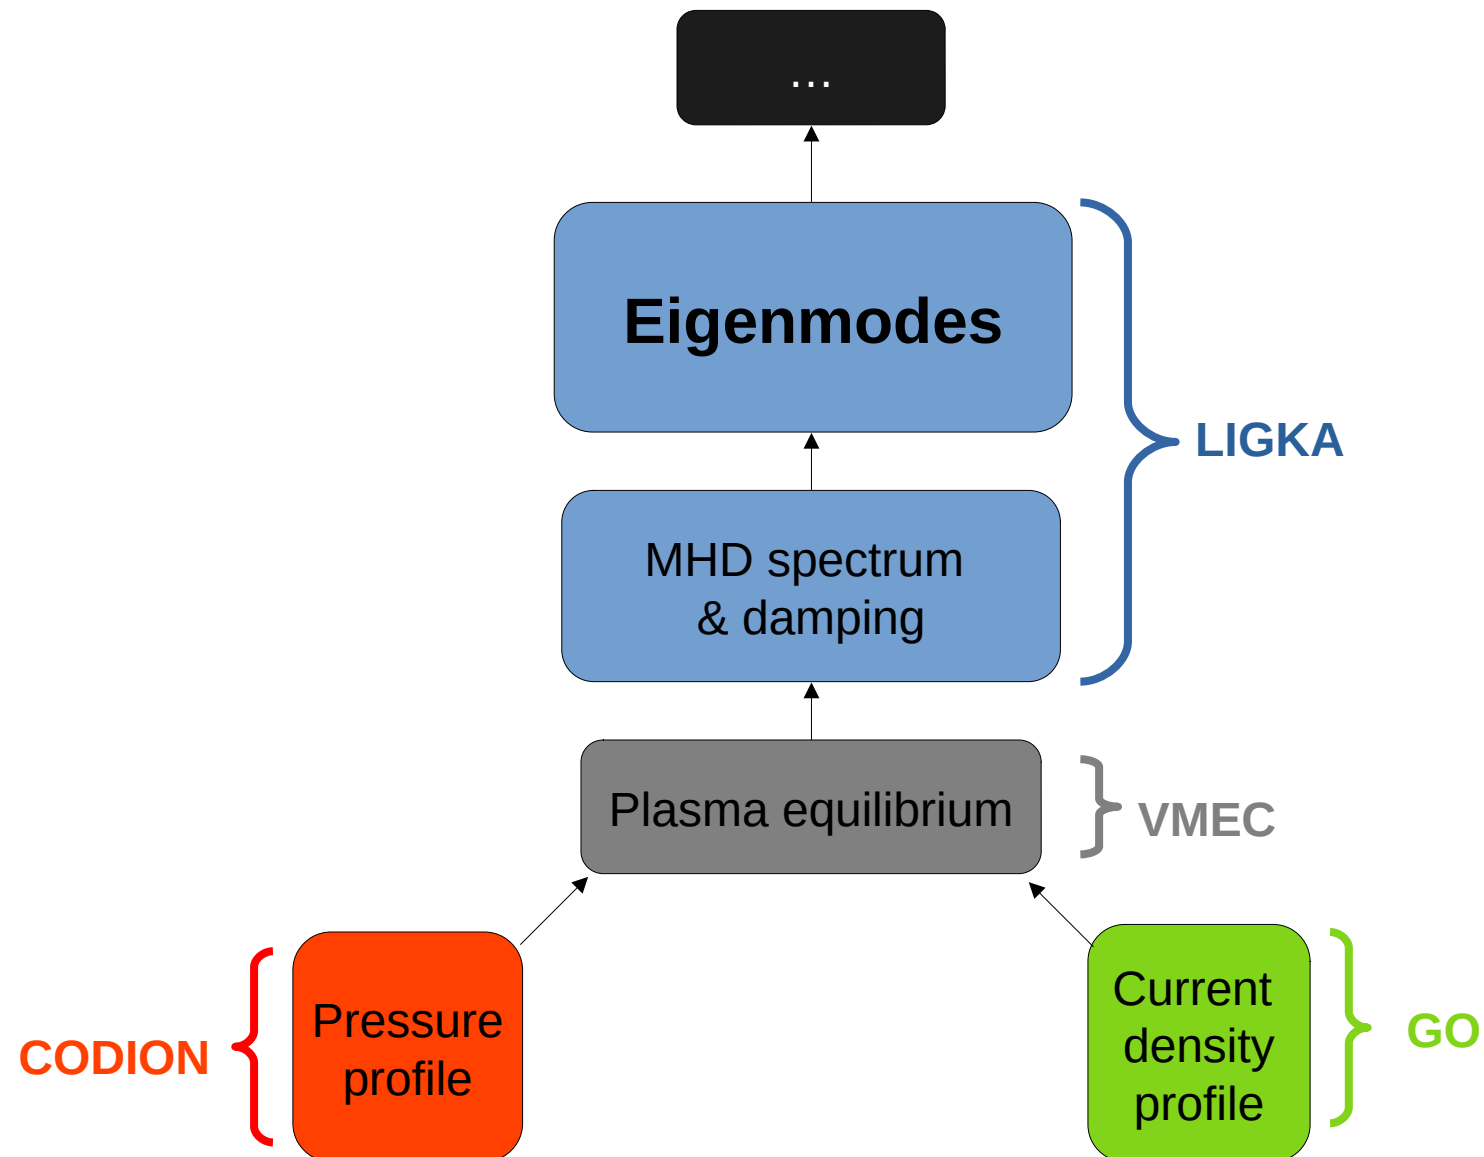 ...
Eigenmodes
LIGKA
MHD spectrum
& damping
Plasma equilibrium
VMEC
CODION
Pressure
profile
Current
density
profile
GO